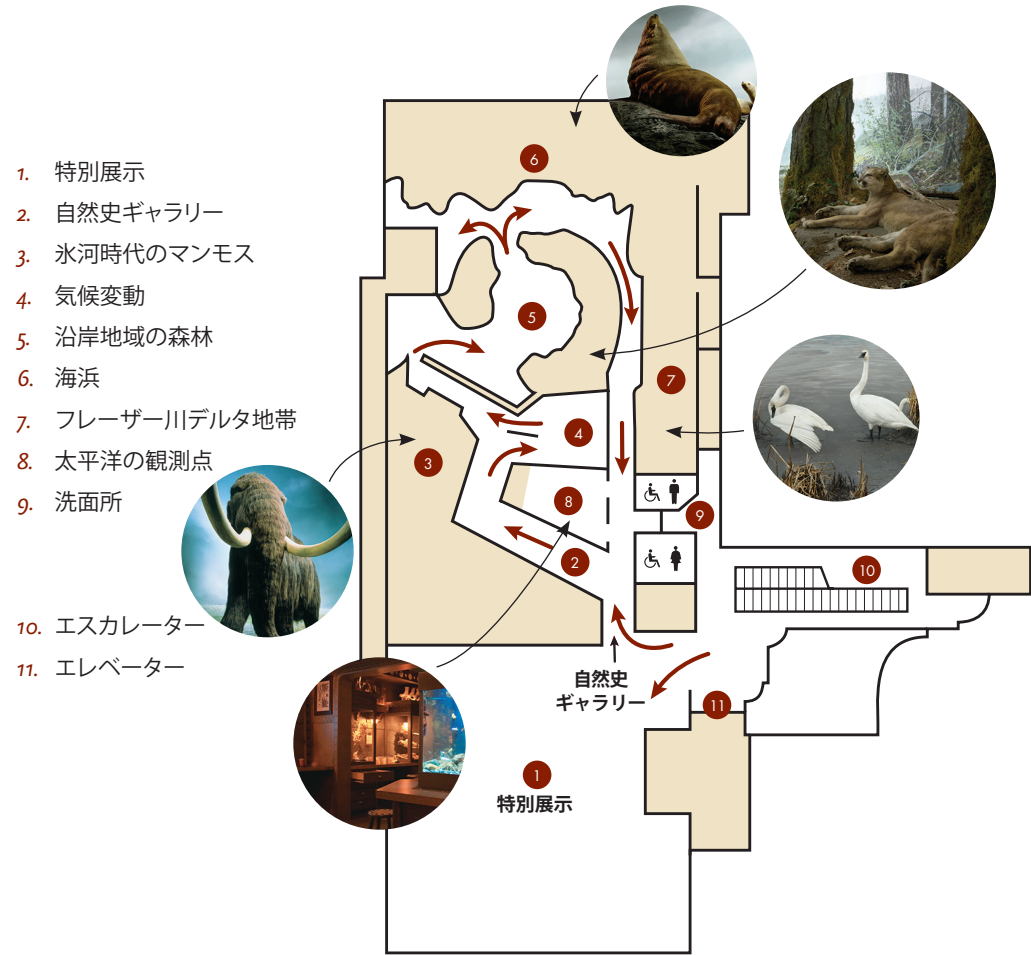 1. 特別展示
2. 自然史ギャラリー
3. 氷河時代のマンモス
4. 気候変動
5. 沿岸地域の森林
6. 海浜
7. フレーザー川デルタ地帯
8. 太平洋の観測点
9. 洗面所
10. エスカレーター
11. エレベーター
6
5
7
4
3
8
9
2
10
自然史
ギャラリー
11
1
特別展示